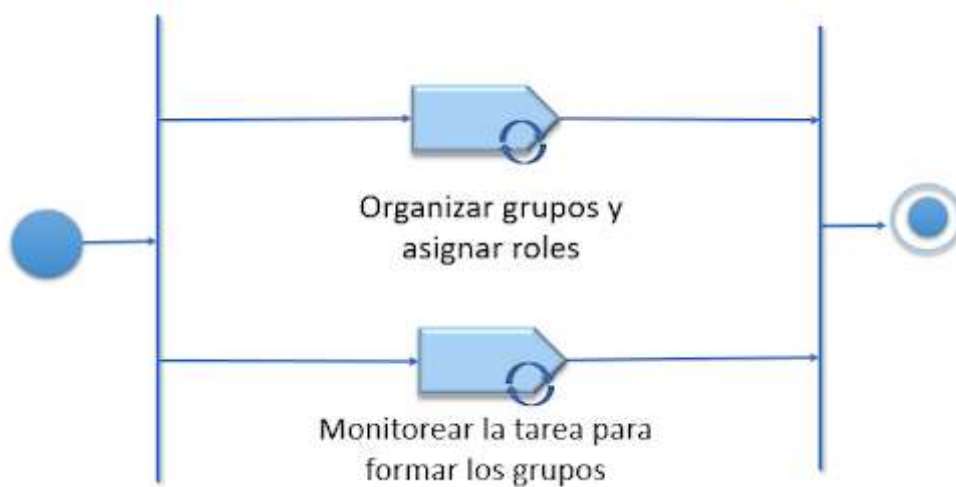 Organizar grupos y
asignar roles
Monitorear la tarea para
formar los grupos